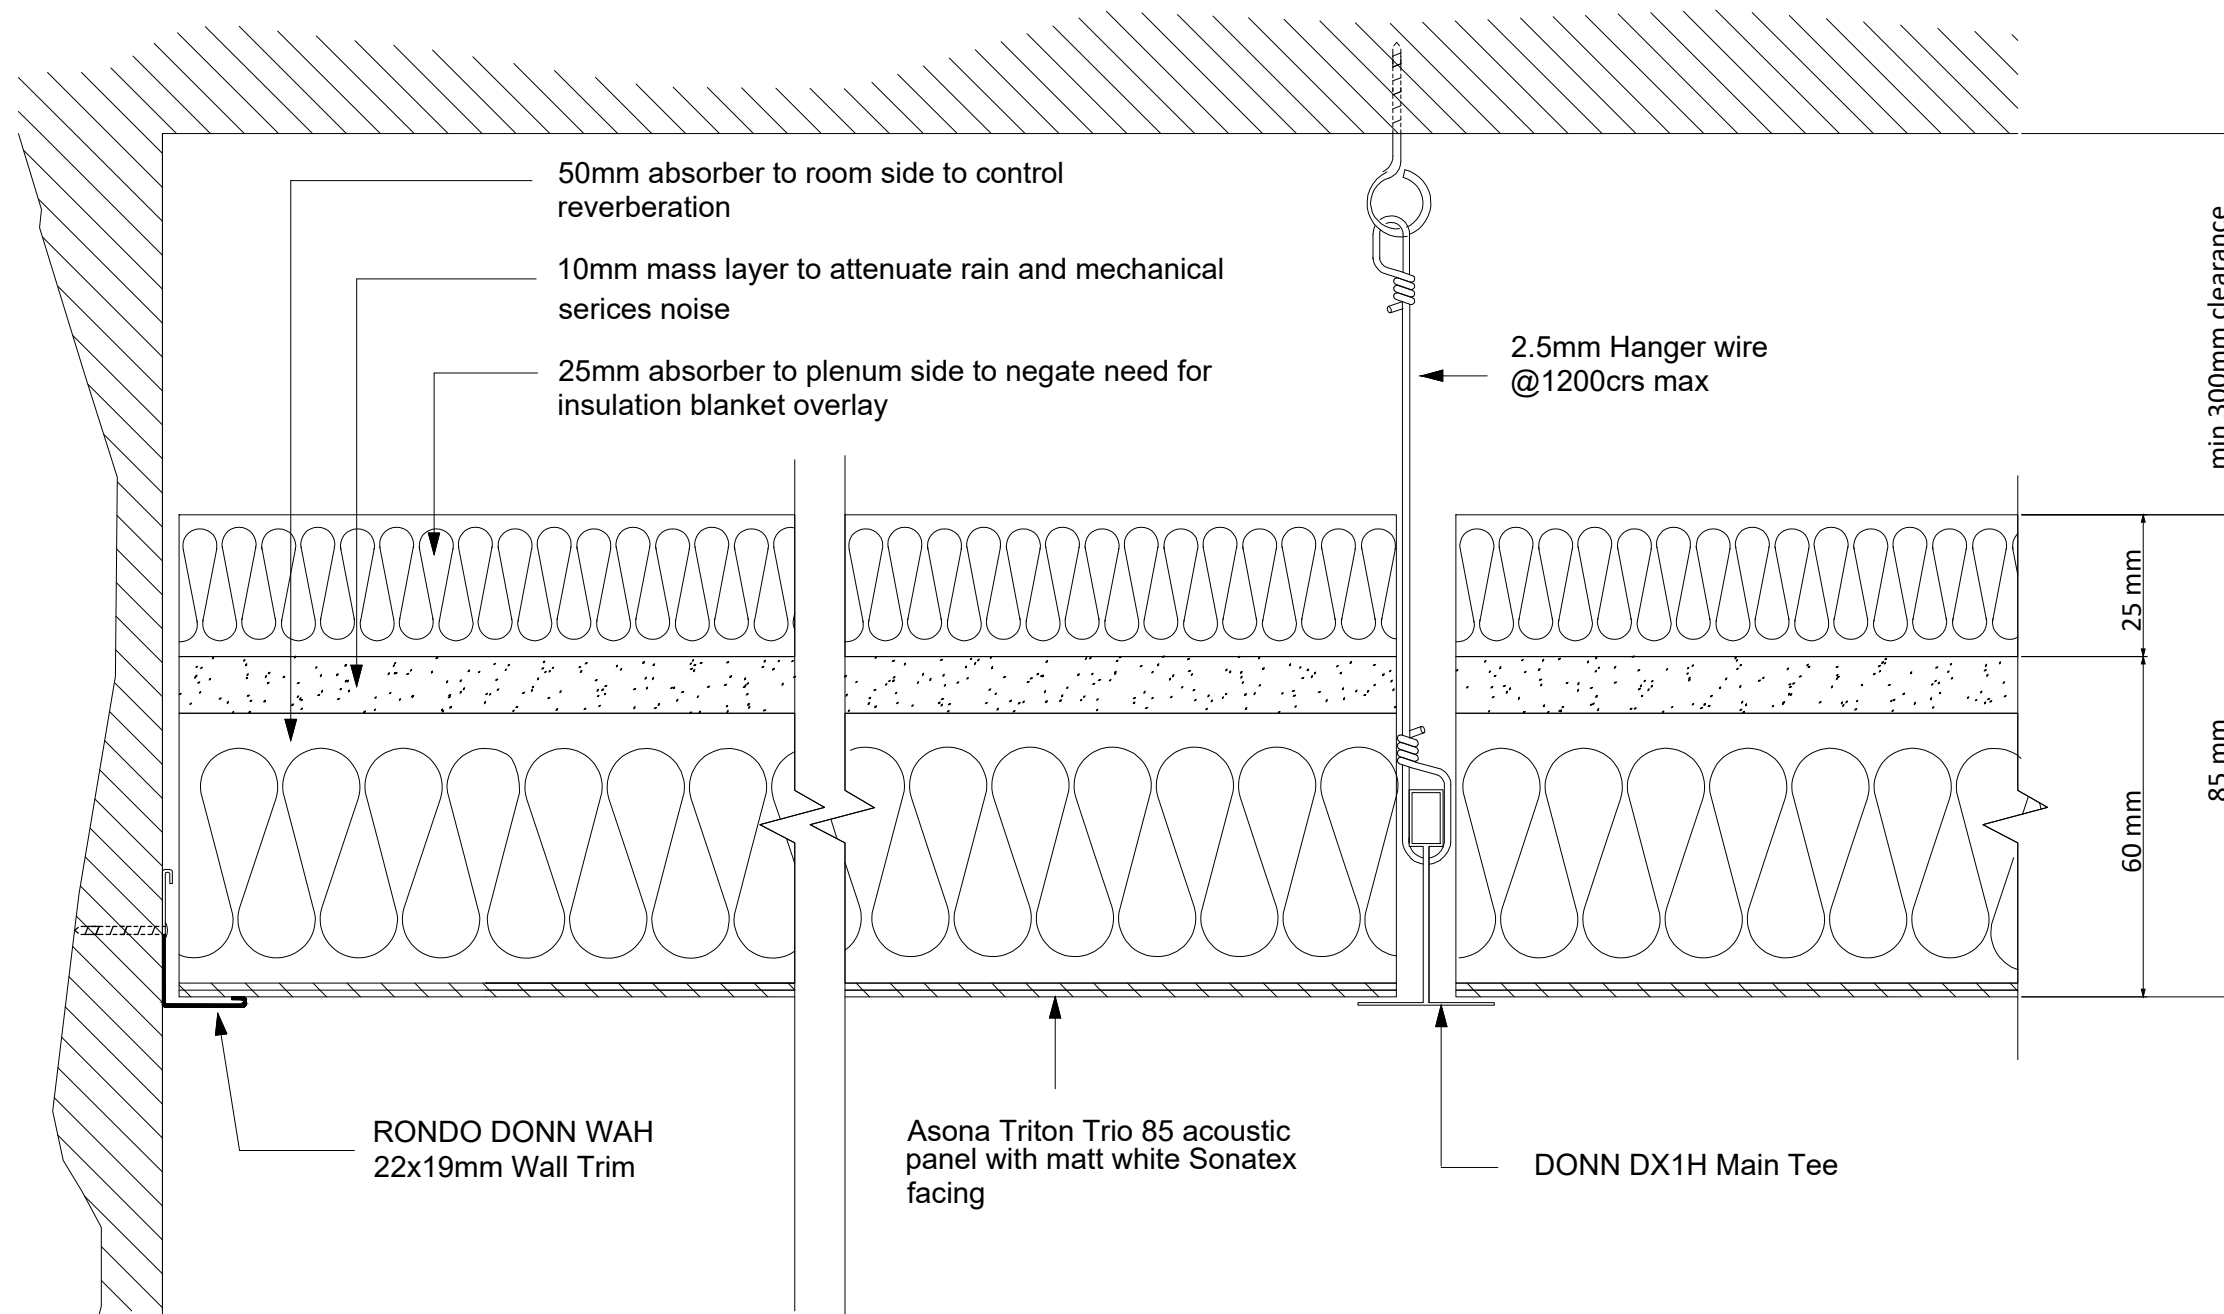 50mm absorber to room side to control
reverberation
10mm mass layer to attenuate rain and mechanical
serices noise
25mm absorber to plenum side to negate need for
insulation blanket overlay
2.5mm Hanger wire
@1200crs max
min 300mm clearance
25 mm
60 mm
85 mm
RONDO DONN WAH
22x19mm Wall Trim
Asona Triton Trio 85 acoustic
panel with matt white Sonatex
facing
DONN DX1H Main Tee